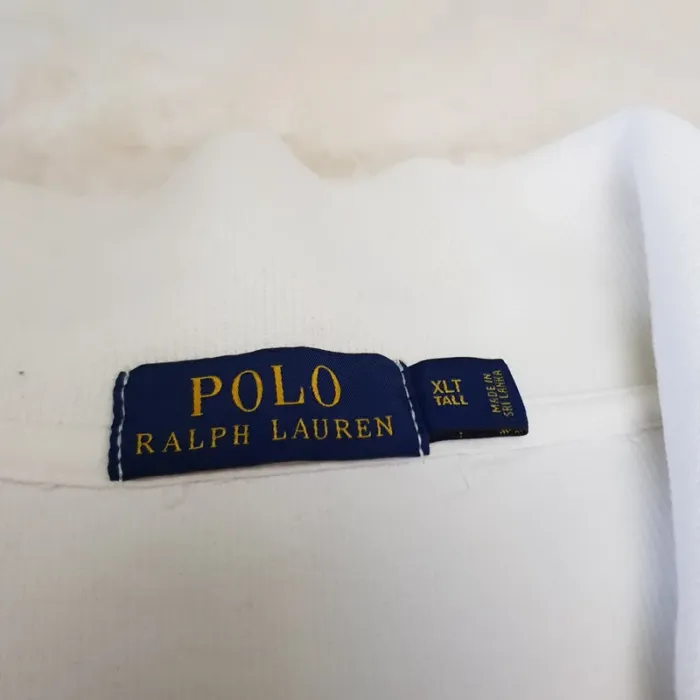 POLO
RALPH LAUREN
XLT
TALL
MADE IN
SRI LANKA